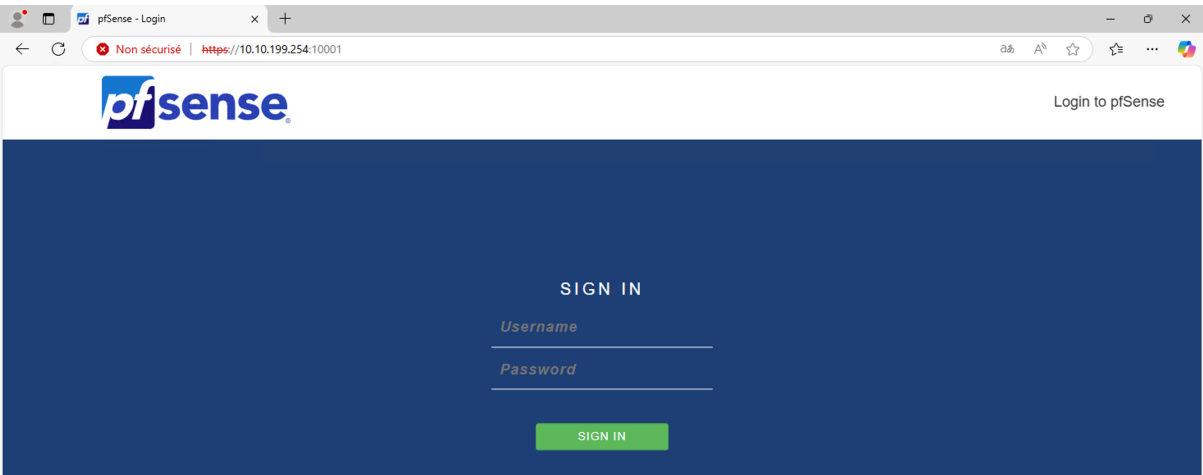 pfSense - Login
Non sécurisé https://10.10.199.254:10001
pfsense
Login to pfSense
SIGN IN
Username
Password
SIGN IN